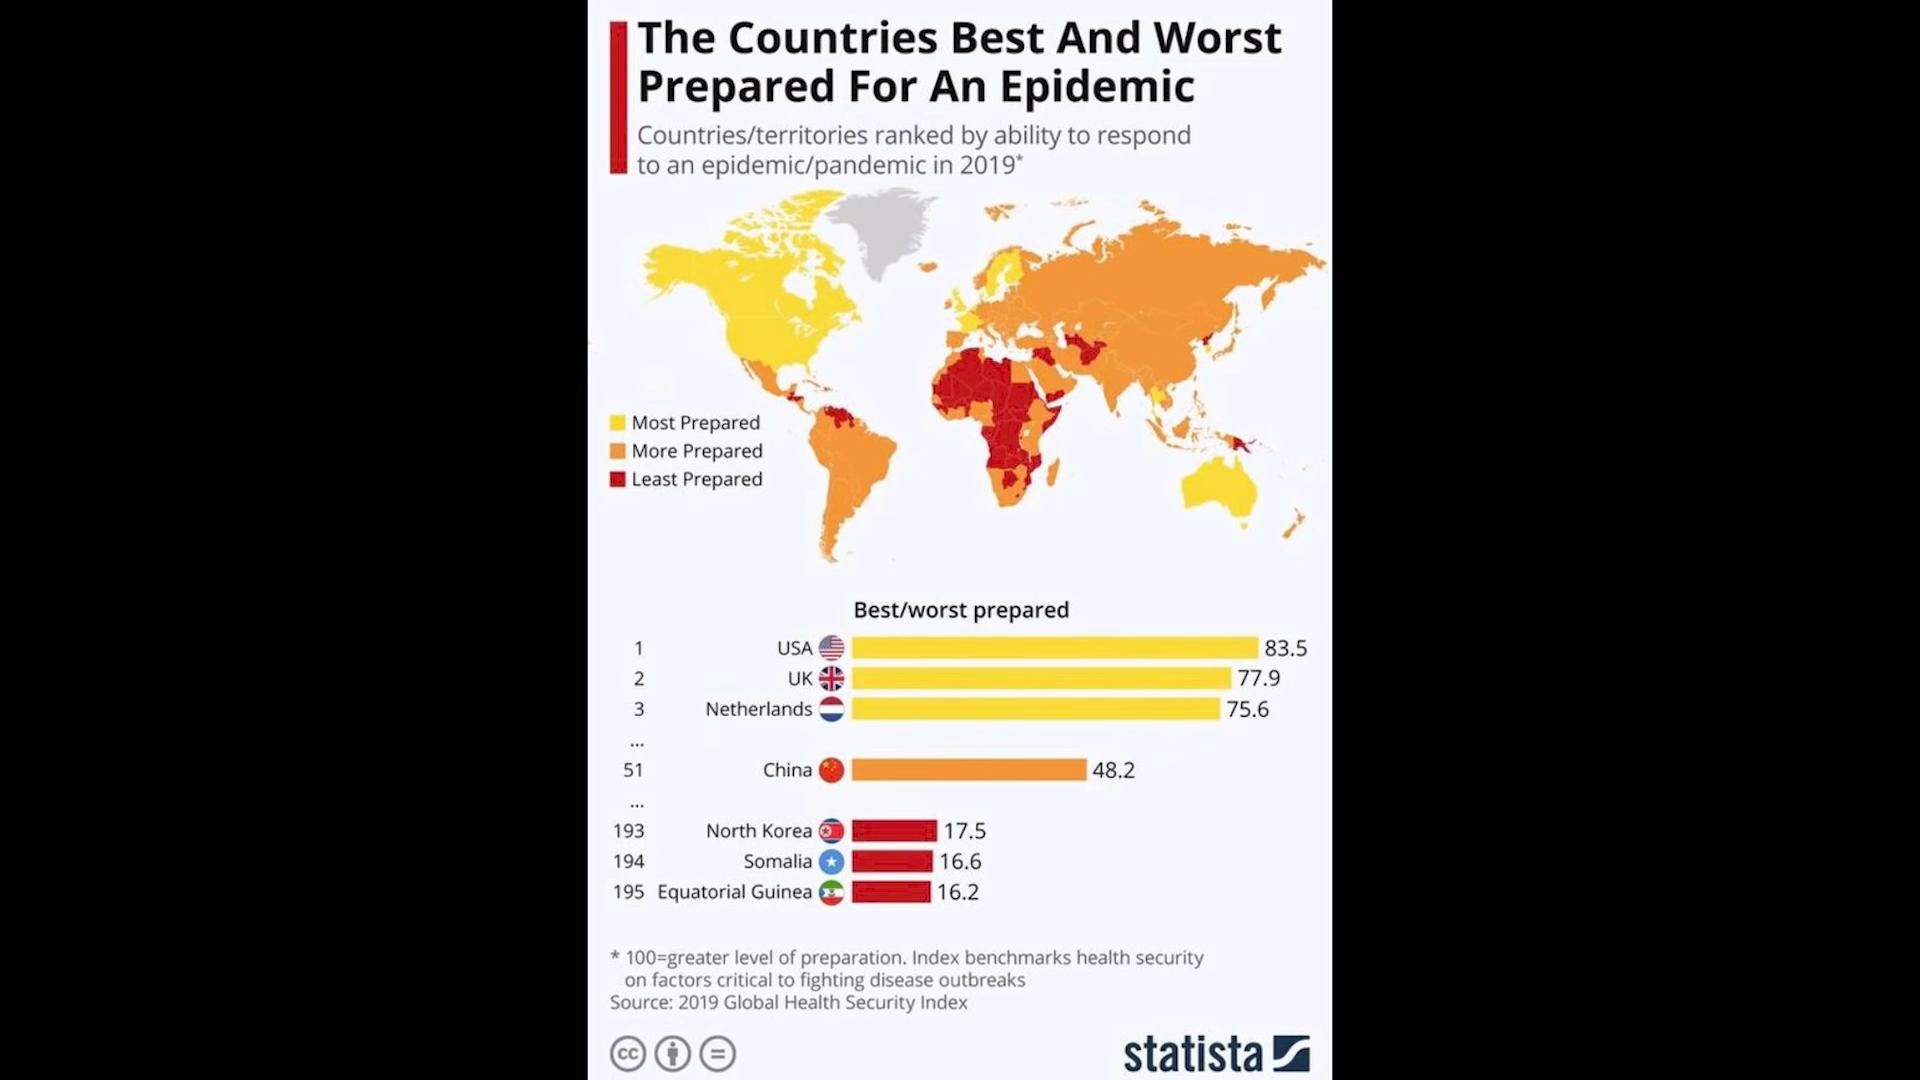 The Countries Best And Worst
Prepared For An Epidemic
Countries/territories ranked by ability to respond
to an epidemic/pandemic in 2019*
Most Prepared
More Prepared
Least Prepared
Best/worst prepared
1 USA 83.5
2 UK 77.9
3 Netherlands 75.6
...
51 China 48.2
...
193 North Korea 17.5
194 Somalia 16.6
195 Equatorial Guinea 16.2
* 100=greater level of preparation. Index benchmarks health security
on factors critical to fighting disease outbreaks
Source: 2019 Global Health Security Index
cc
statista